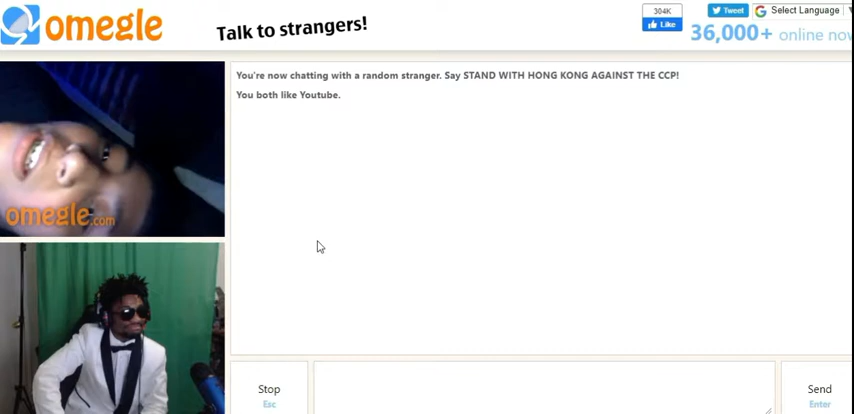 omegle
Talk to strangers!
304K
Like
Tweet
Select Language
36,000+ online now
You're now chatting with a random stranger. Say STAND WITH HONG KONG AGAINST THE CCP!
You both like Youtube.
omegle.com
Stop
Esc
Send
Enter